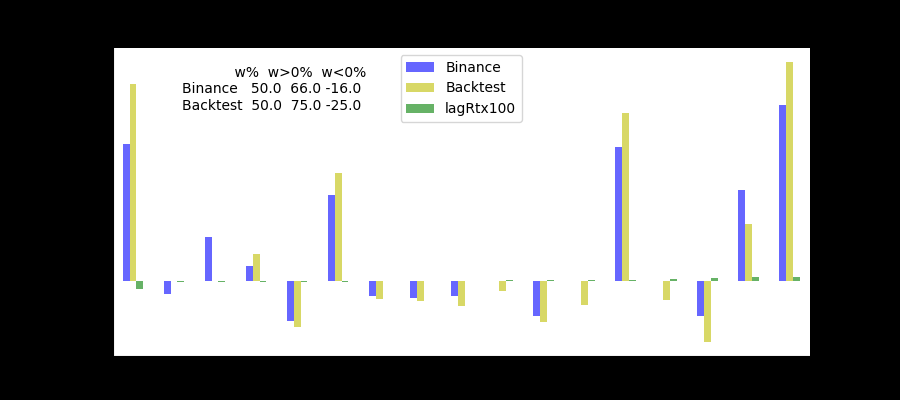 w% w>0% w<0%
Binance 50.0 66.0 -16.0
Backtest 50.0 75.0 -25.0
Binance
Backtest
lagRtx100